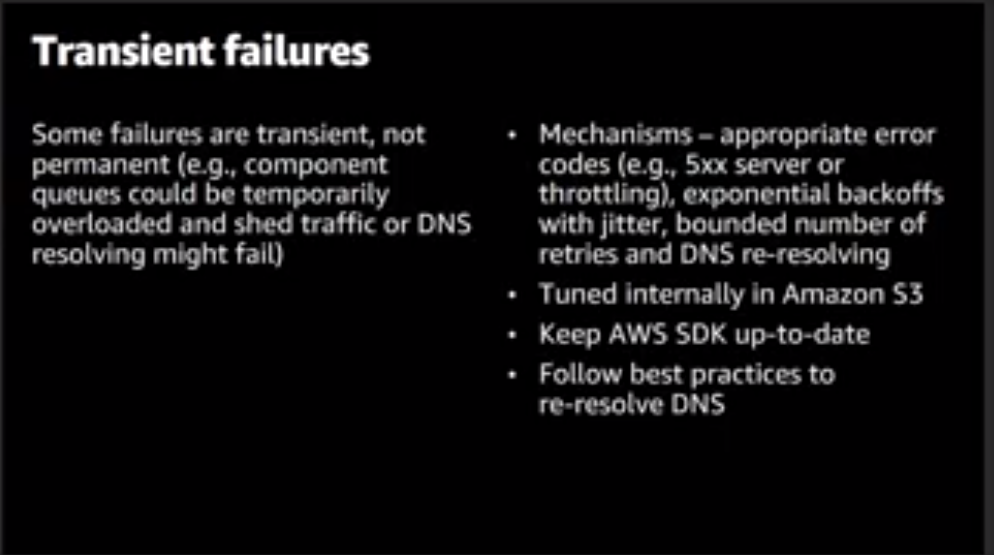 Transient failures
Some failures are transient, not
permanent (e.g., component
queues could be temporarily
overloaded and shed traffic or DNS
resolving might fail)
• Mechanisms – appropriate error
codes (e.g., 5xx server or
throttling), exponential backoffs
with jitter, bounded number of
retries and DNS re-resolving
• Tuned internally in Amazon S3
• Keep AWS SDK up-to-date
• Follow best practices to
re-resolve DNS